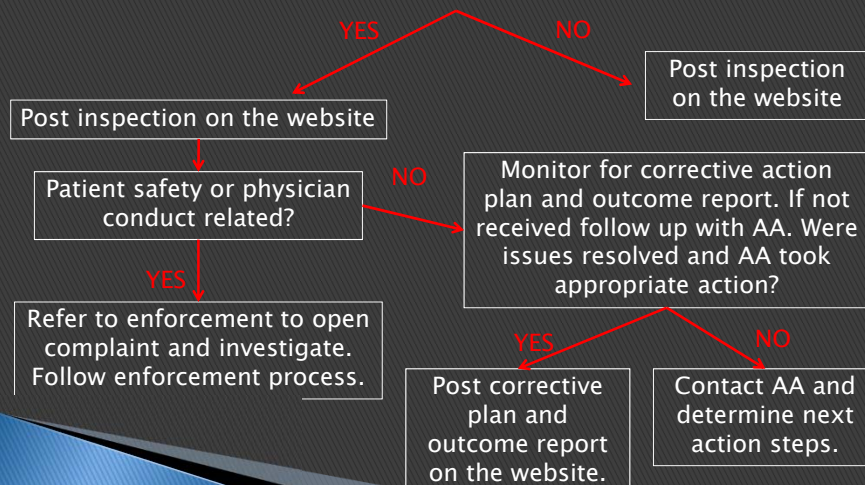 YES
NO
Post inspection
on the website
Post inspection on the website
Patient safety or physician
conduct related?
NO
Monitor for corrective action
plan and outcome report. If not
received follow up with AA. Were
issues resolved and AA took
appropriate action?
YES
Refer to enforcement to open
complaint and investigate.
Follow enforcement process.
YES
NO
Post corrective
plan and
outcome report
on the website.
Contact AA and
determine next
action steps.